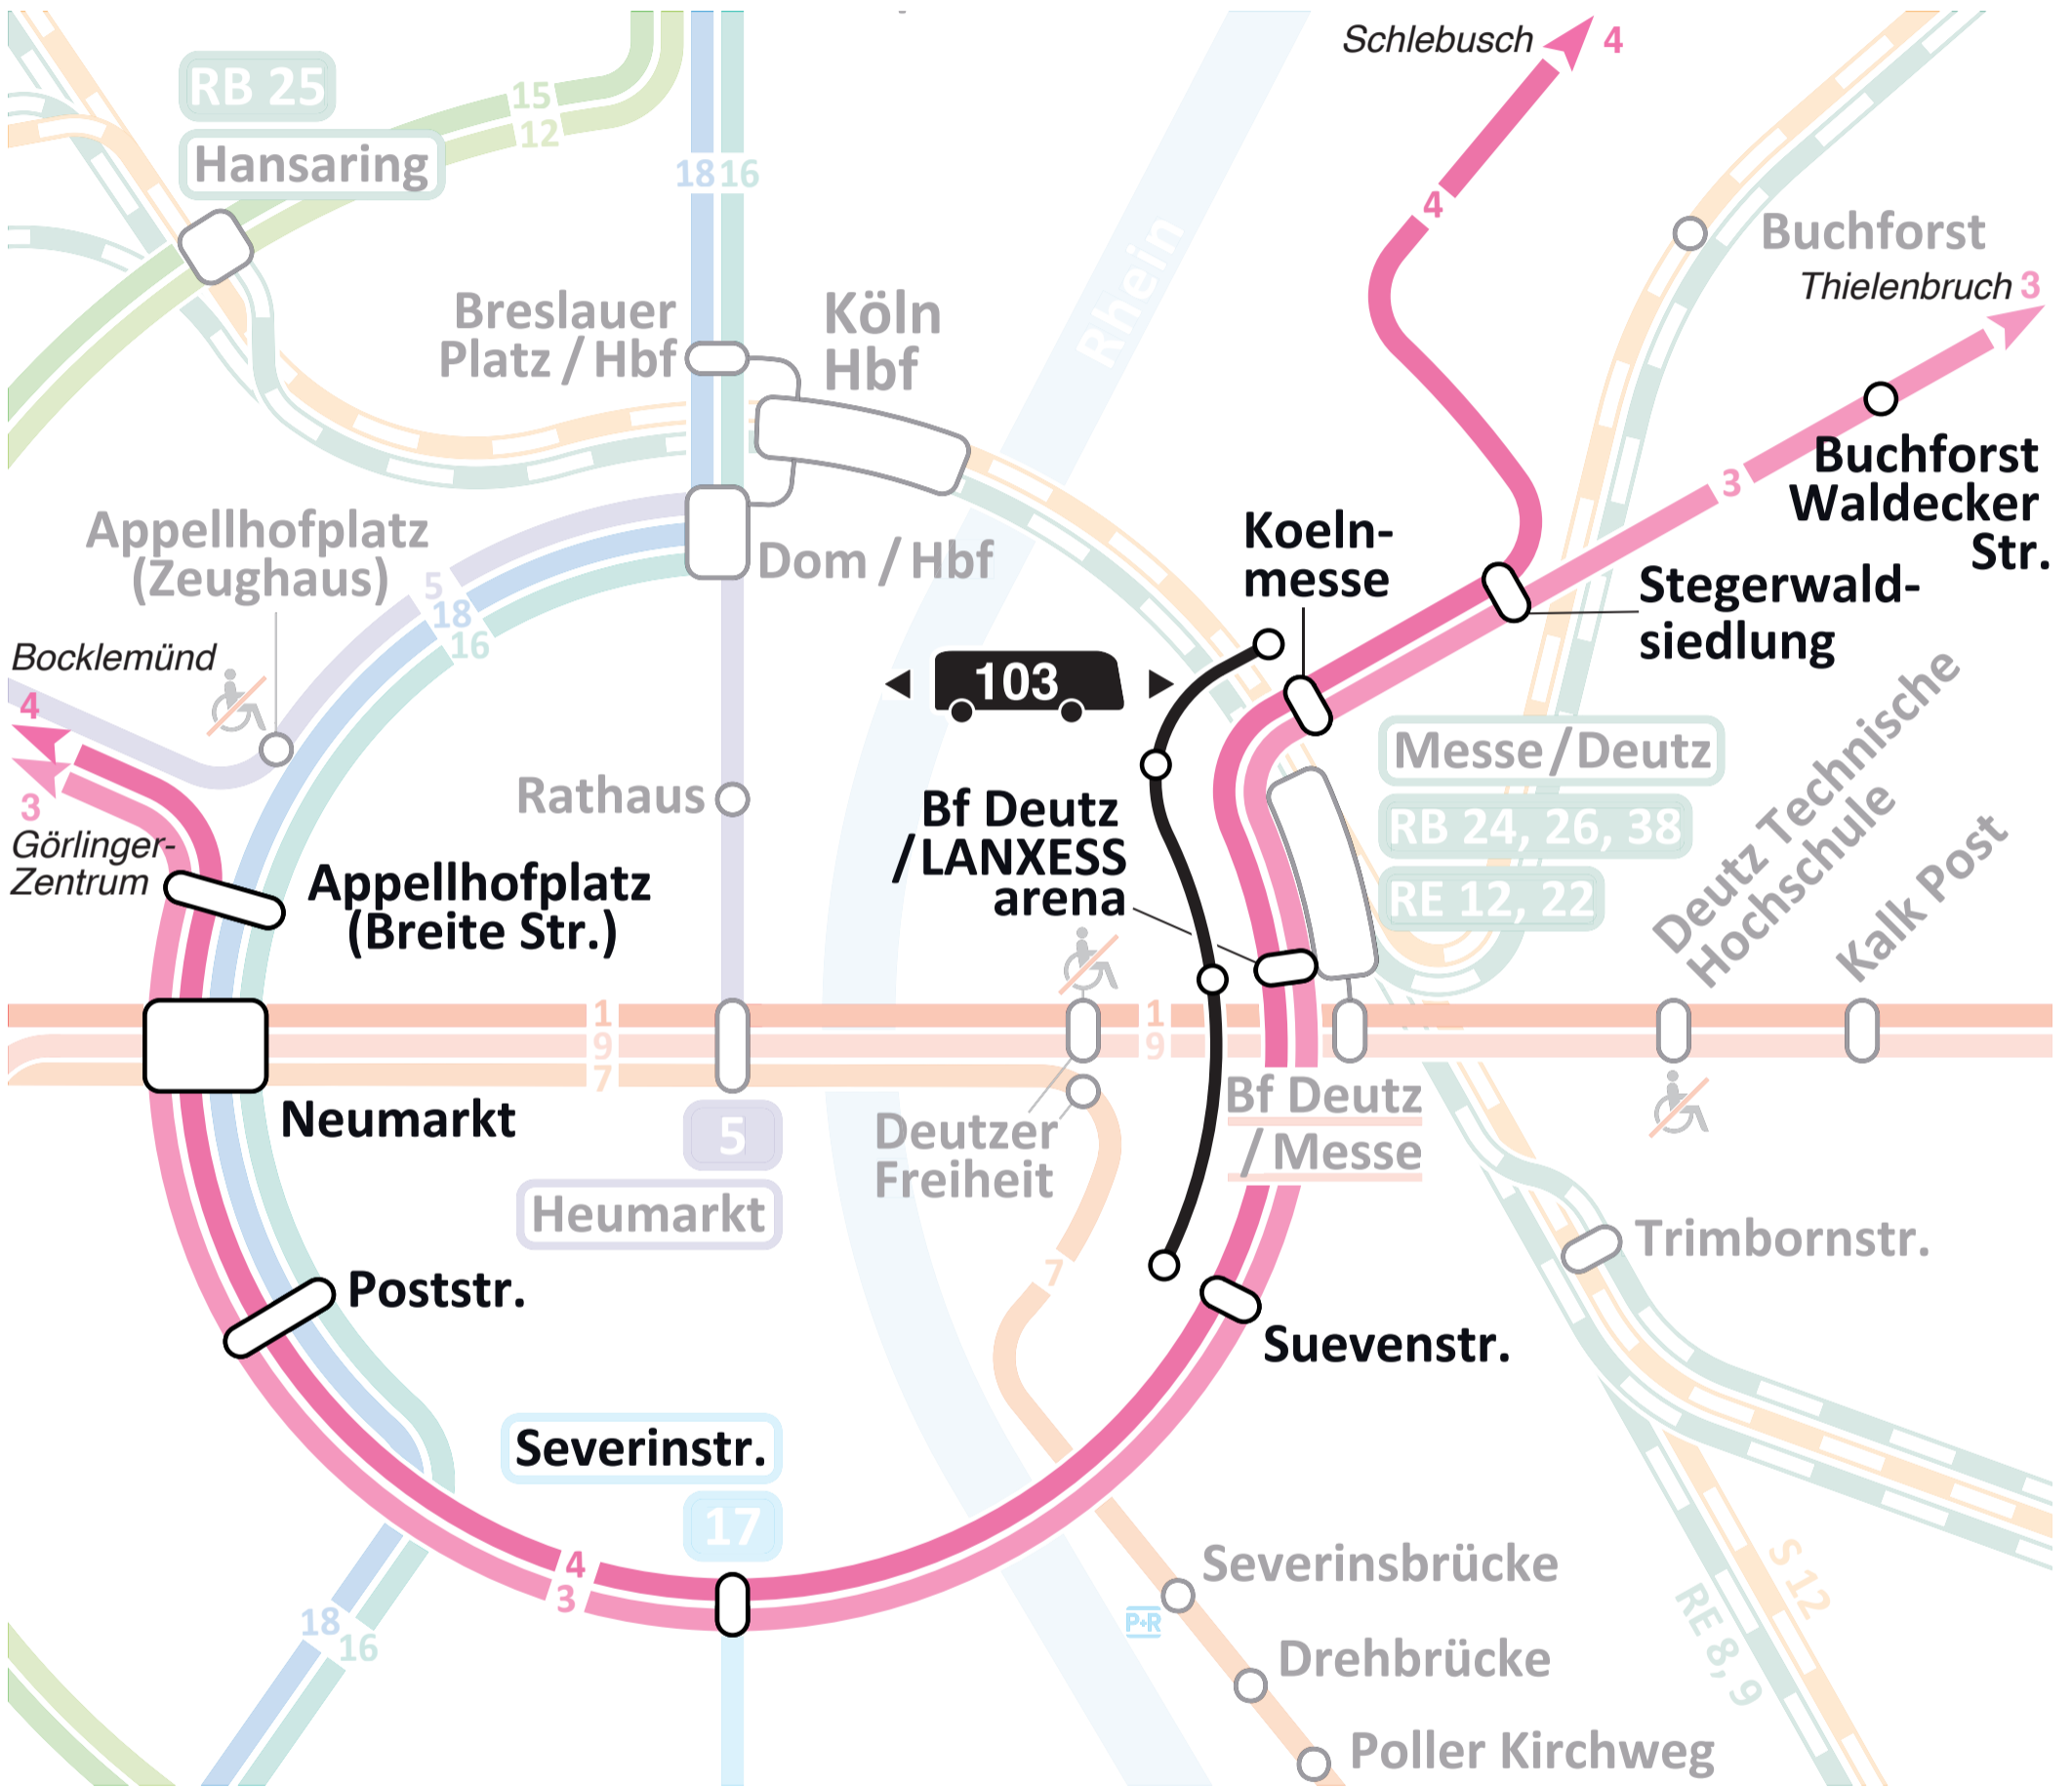 Schlebusch 4
RB 25
15
12
Hansaring
18 16
4
Rhein
Buchforst
Thielenbruch 3
Breslauer
Platz / Hbf
Köln
Hbf
Buchforst
Waldecker
Str.
3
Appellhofplatz
(Zeughaus)
Dom / Hbf
Koeln-
messe
5
18
16
Stegerwald-
siedlung
Bocklemünd
4
103
Messe / Deutz
Rathaus
3
Görlinger-
Zentrum
Bf Deutz
/ LANXESS
arena
RB 24, 26, 38
RE 12, 22
Deutz Technische
Hochschule
Kalk Post
Appellhofplatz
(Breite Str.)
1
9
7
1
9
Neumarkt
5
Heumarkt
Deutzer
Freiheit
Bf Deutz
/ Messe
Trimbornstr.
7
Poststr.
Suevenstr.
Severinstr.
17
4
3
18
16
Severinsbrücke
P+R
Drehbrücke
Poller Kirchweg
S 12
RE 8, 9